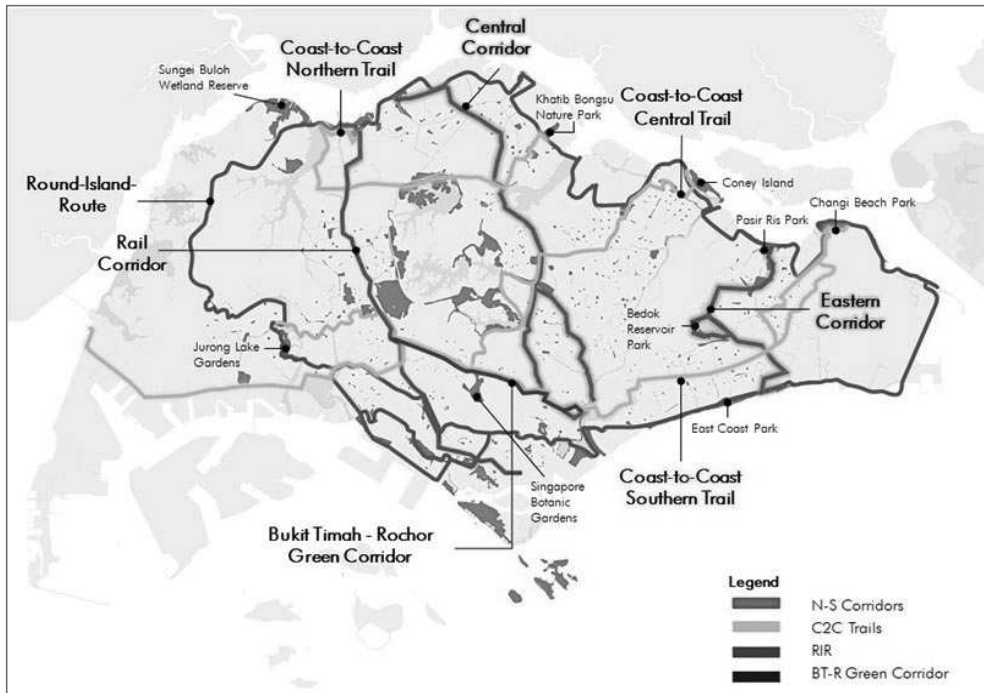 Central
Corridor
Coast-to-Coast
Northern Trail
Sungei Buloh
Wetland Reserve
Khatib Bongsu
Nature Park
Coast-to-Coast
Central Trail
Coney Island
Changi Beach Park
Pasir Ris Park
Round-Island-
Route
Rail
Corridor
Eastern
Corridor
Bedok
Reservoir
Park
Jurong Lake
Gardens
East Coast Park
Coast-to-Coast
Southern Trail
Singapore
Botanic
Gardens
Bukit Timah - Rochor
Green Corridor
Legend
N-S Corridors
C2C Trails
RIR
BT-R Green Corridor